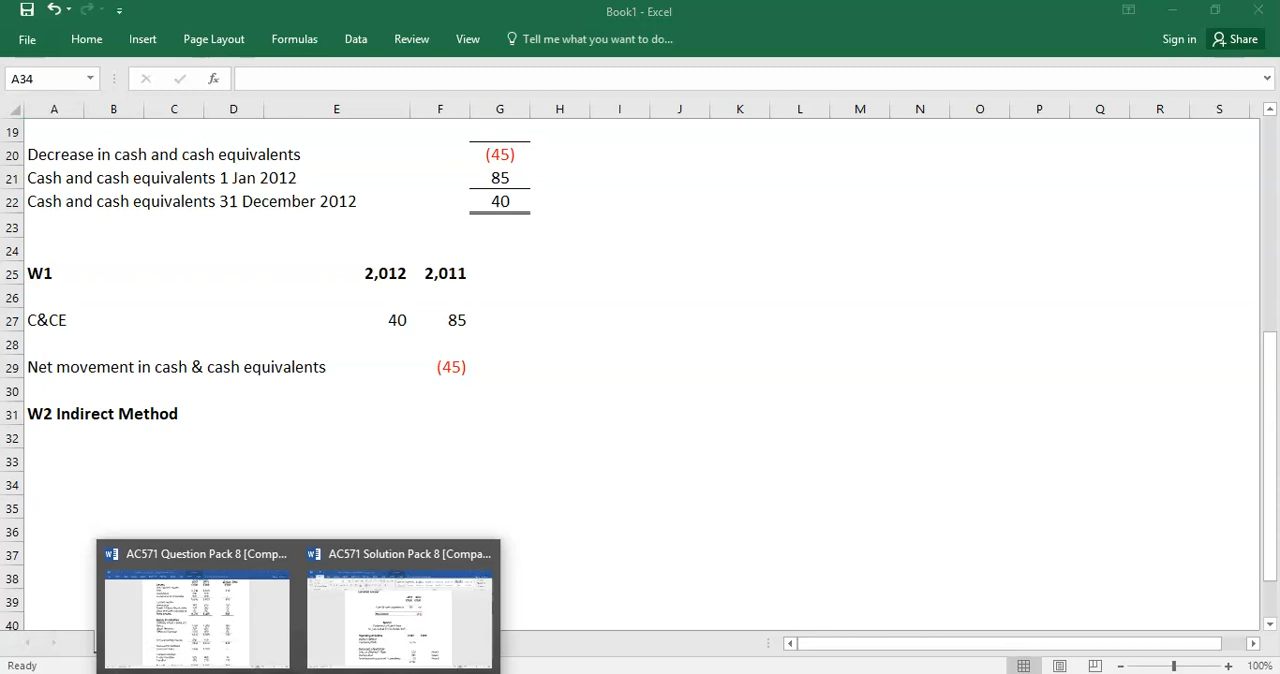 Book1 - Excel
File Home Insert Page Layout Formulas Data Review View Tell me what you want to do... Sign in Share
A34 fx
A B C D E F G H I J K L M N O P Q R S
19
20 Decrease in cash and cash equivalents (45)
21 Cash and cash equivalents 1 Jan 2012 85
22 Cash and cash equivalents 31 December 2012 40
23
24
25 W1 2,012 2,011
26
27 C&CE 40 85
28
29 Net movement in cash & cash equivalents (45)
30
31 W2 Indirect Method
32
33
34
35
36
37 AC571 Question Pack 8 [Comp... AC571 Solution Pack 8 [Compa...
38
39
40
Ready 100%